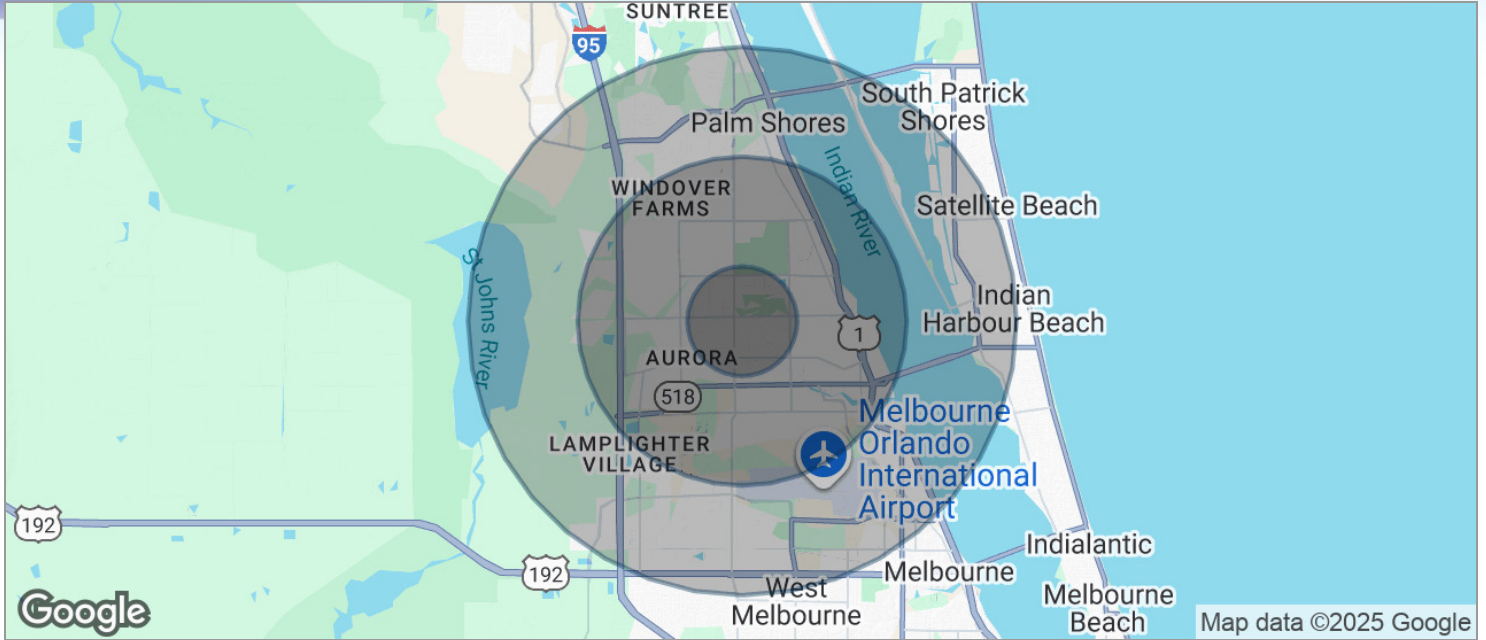 SUNTREE
95
South Patrick
Shores
Palm Shores
Indian River
WINDOVER
FARMS
Satellite Beach
St Johns River
Indian
Harbour Beach
1
AURORA
518
Melbourne
Orlando
International
Airport
LAMPLIGHTER
VILLAGE
192
192
Indialantic
Melbourne
West
Melbourne
Melbourne
Beach
Google
Map data ©2025 Google